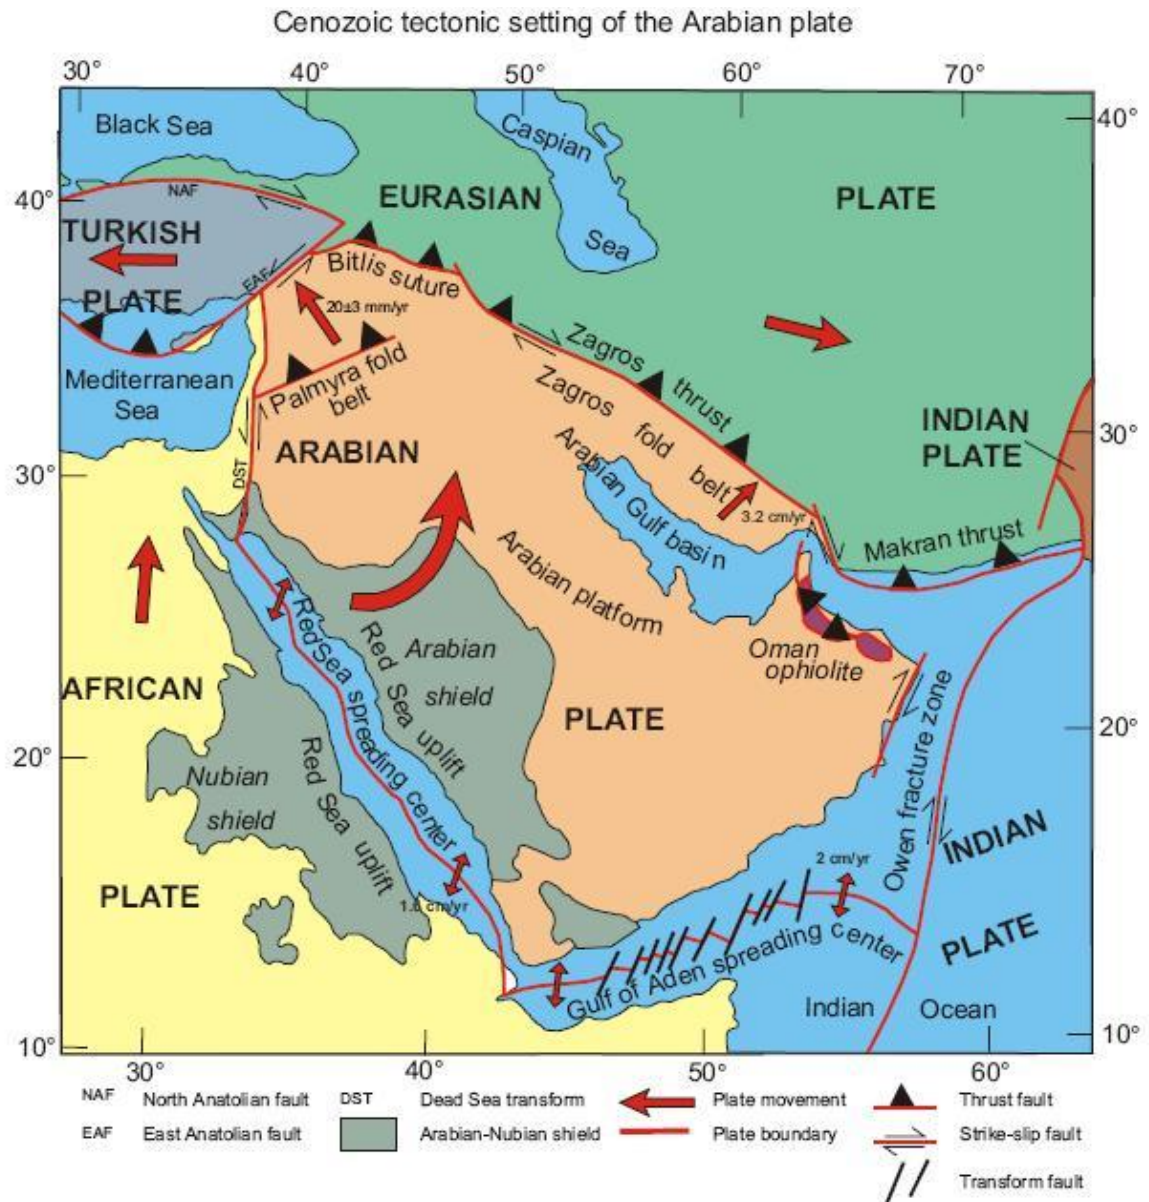 Cenozoic tectonic setting of the Arabian plate
30° 40° 50° 60° 70°
40°
40°
30°
30°
20°
20°
10°
10°
30° 40° 50° 60°
Black Sea
Caspian
Sea
EURASIAN
PLATE
NAF
TURKISH
PLATE
EAF
Bitlis suture
20±3 mm/yr
Zagros thrust
Zagros fold belt
Mediterranean
Sea
Palmyra fold
belt
INDIAN
PLATE
ARABIAN
DST
Arabian Gulf basin
3.2 cm/yr
Makran thrust
Arabian platform
Red Sea spreading center
Red Sea uplift
Arabian
shield
Oman
ophiolite
AFRICAN
PLATE
PLATE
Nubian
shield
Red Sea uplift
Owen fracture zone
INDIAN
PLATE
2 cm/yr
Gulf of Aden spreading center
Indian Ocean
NAF North Anatolian fault
DST Dead Sea transform
Plate movement
Thrust fault
EAF East Anatolian fault
Arabian-Nubian shield
Plate boundary
Strike-slip fault
Transform fault